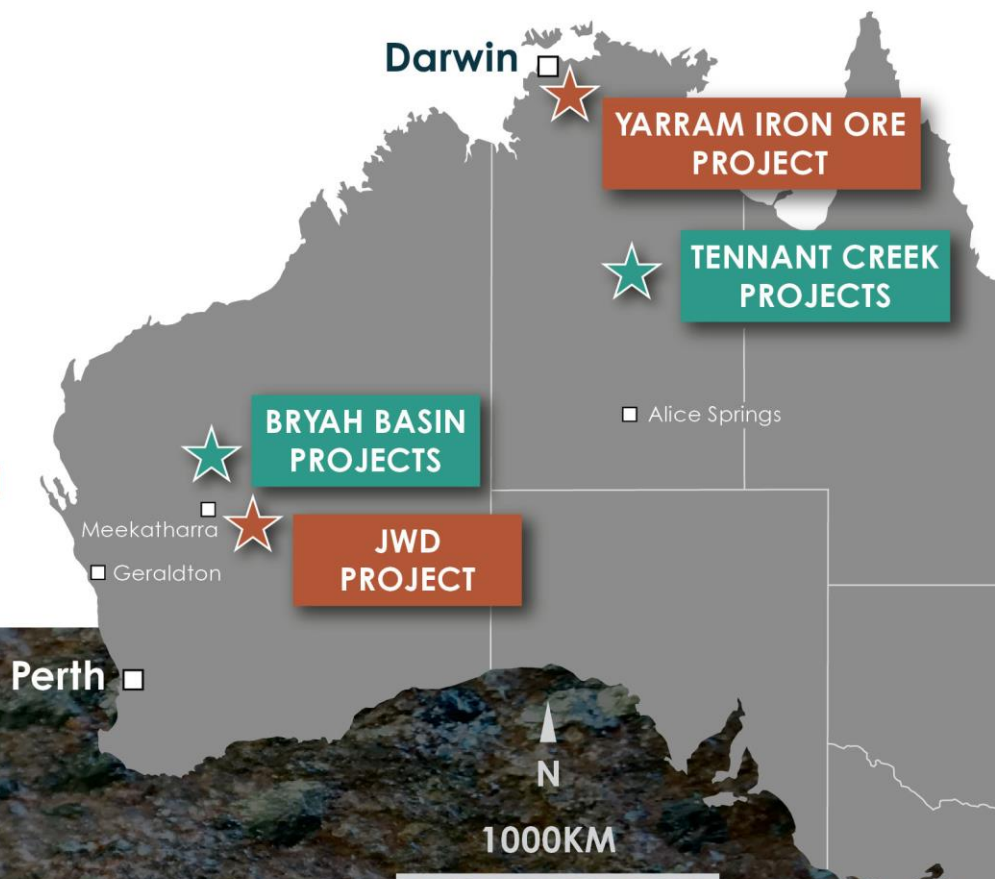 Darwin
YARRAM IRON ORE
PROJECT
TENNANT CREEK
PROJECTS
Alice Springs
BRYAH BASIN
PROJECTS
Meekatharra
JWD
PROJECT
Geraldton
Perth
N
1000KM